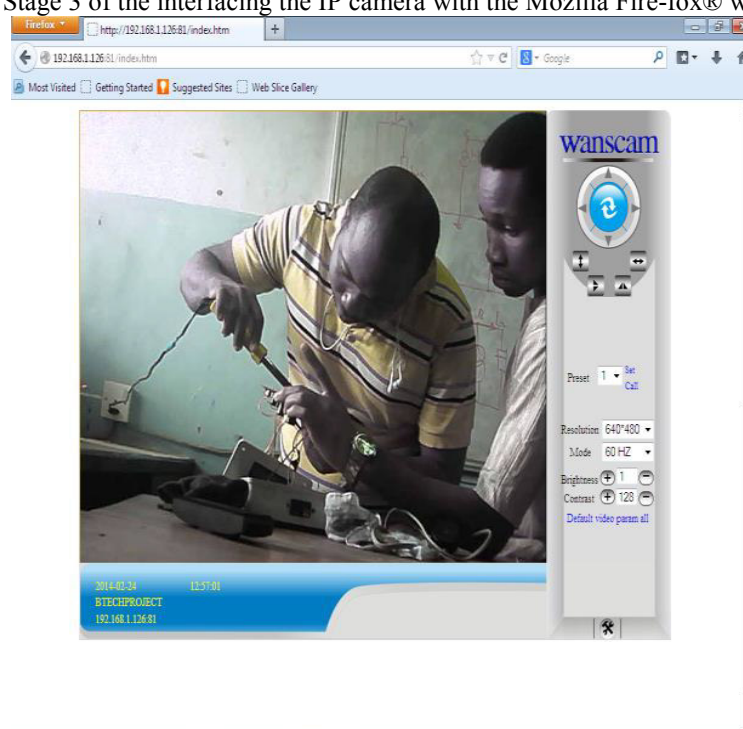 Stage 3 of the interfacing the IP camera with the Mozilla Fire-fox® w
Firefox
http://192.168.1.126:81/index.htm
192.168.1.126:81/index.htm
Google
Most Visited Getting Started Suggested Sites Web Slice Gallery
wanscam
Preset 1 Set
Call
Resolution 640*480
Mode 60 HZ
Brightness 1
Contrast 128
Default video param all
2014-02-24 12:57:01
BTECHPROJECT
192.168.1.126:81